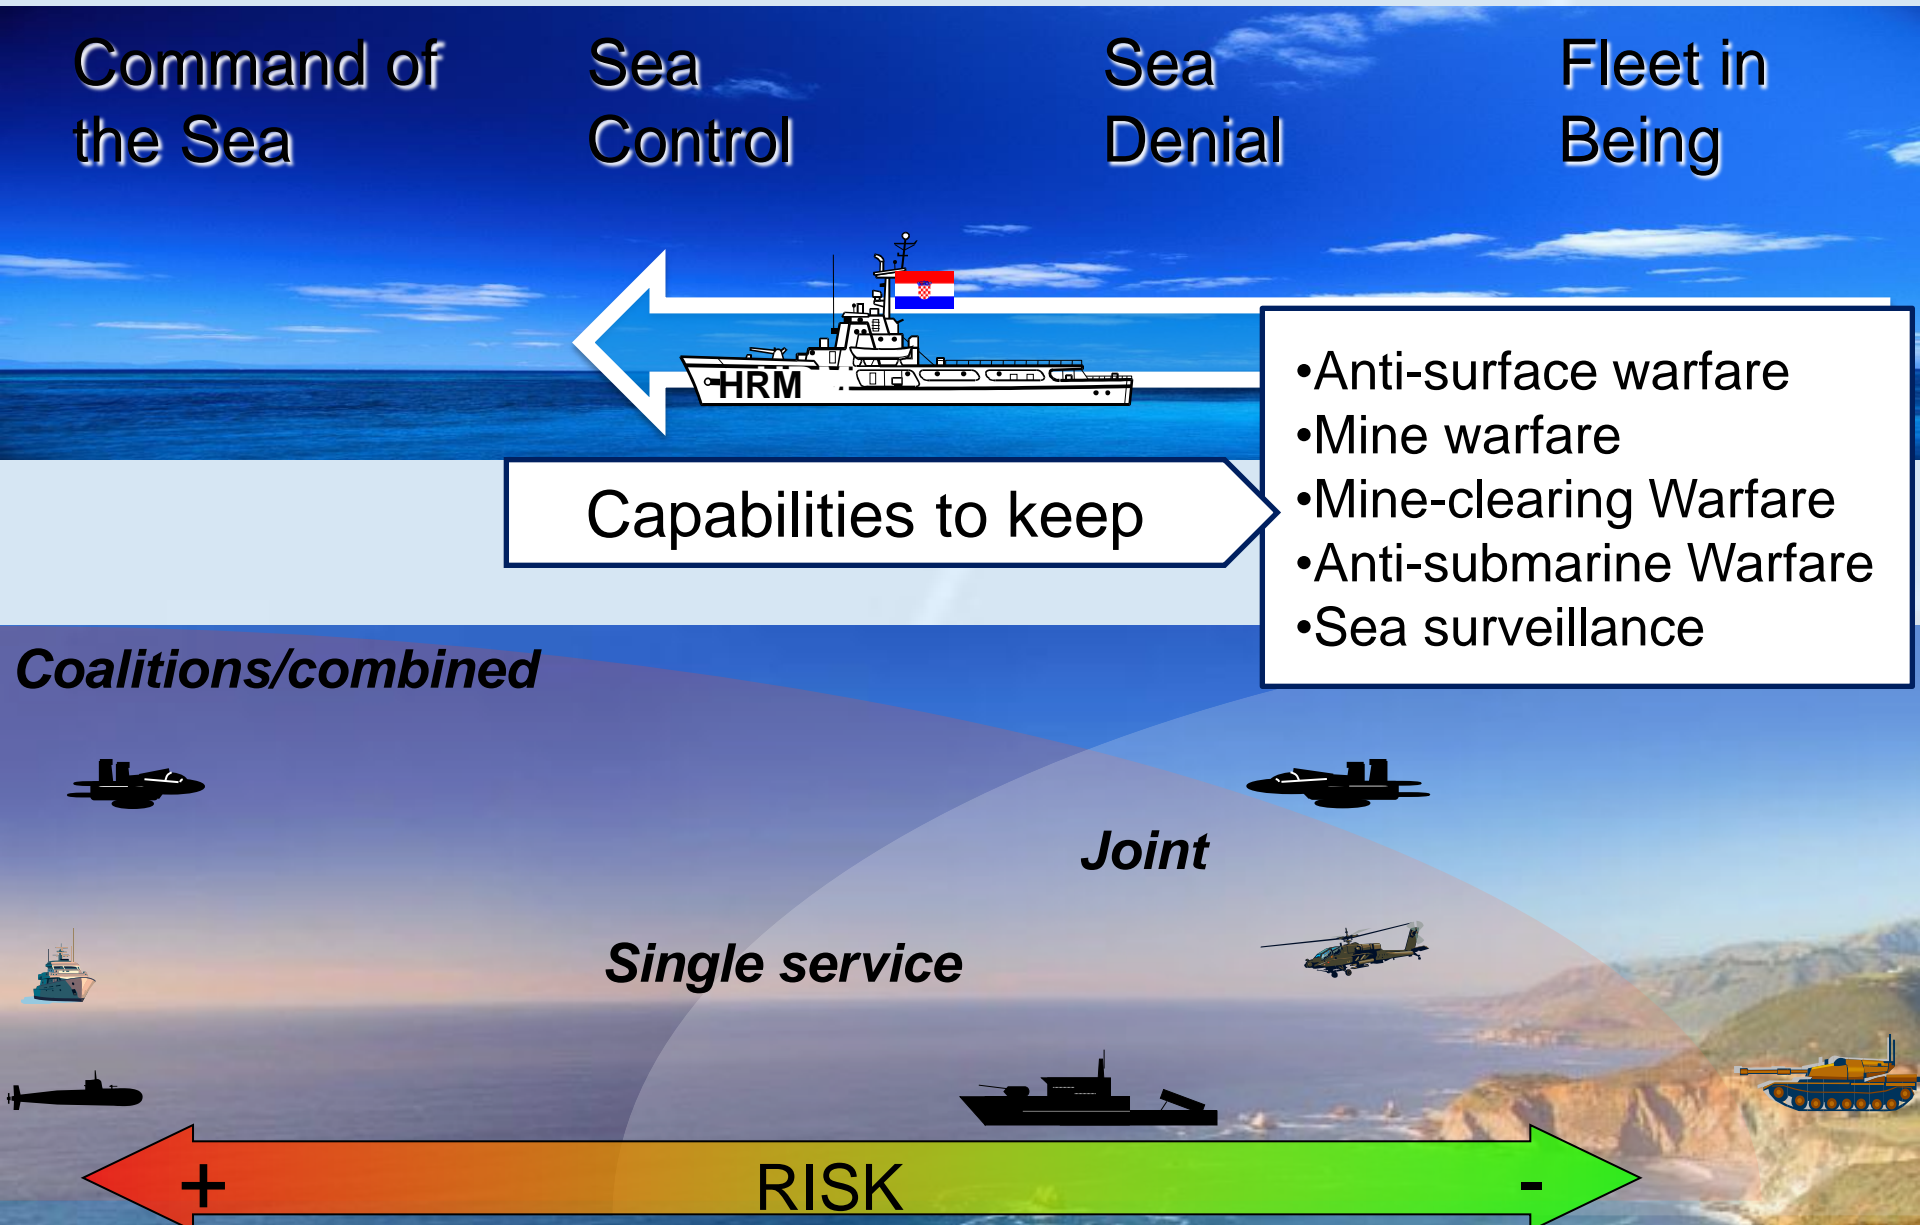 Command of
the Sea
Sea
Control
Sea
Denial
Fleet in
Being
HRM
Capabilities to keep
•Anti-surface warfare
•Mine warfare
•Mine-clearing Warfare
•Anti-submarine Warfare
•Sea surveillance
Coalitions/combined
Joint
Single service
+ RISK -